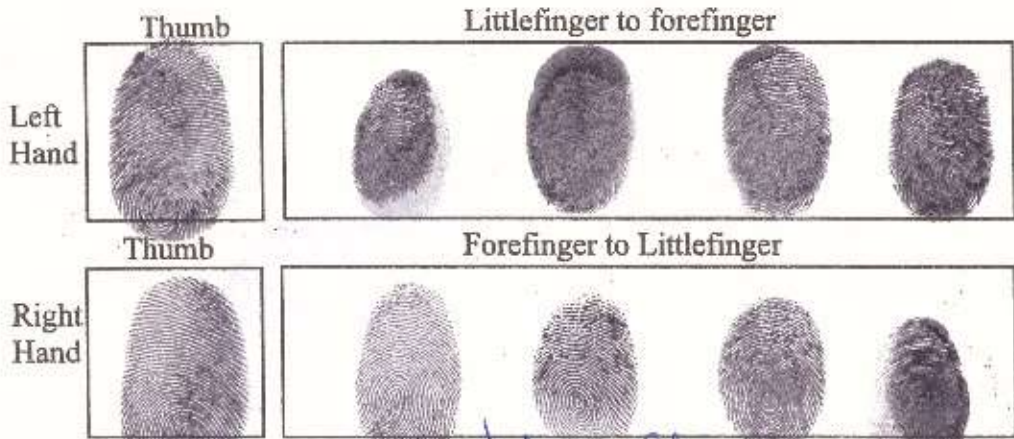 Thumb Littlefinger to forefinger
Left
Hand
Thumb Forefinger to Littlefinger
Right
Hand